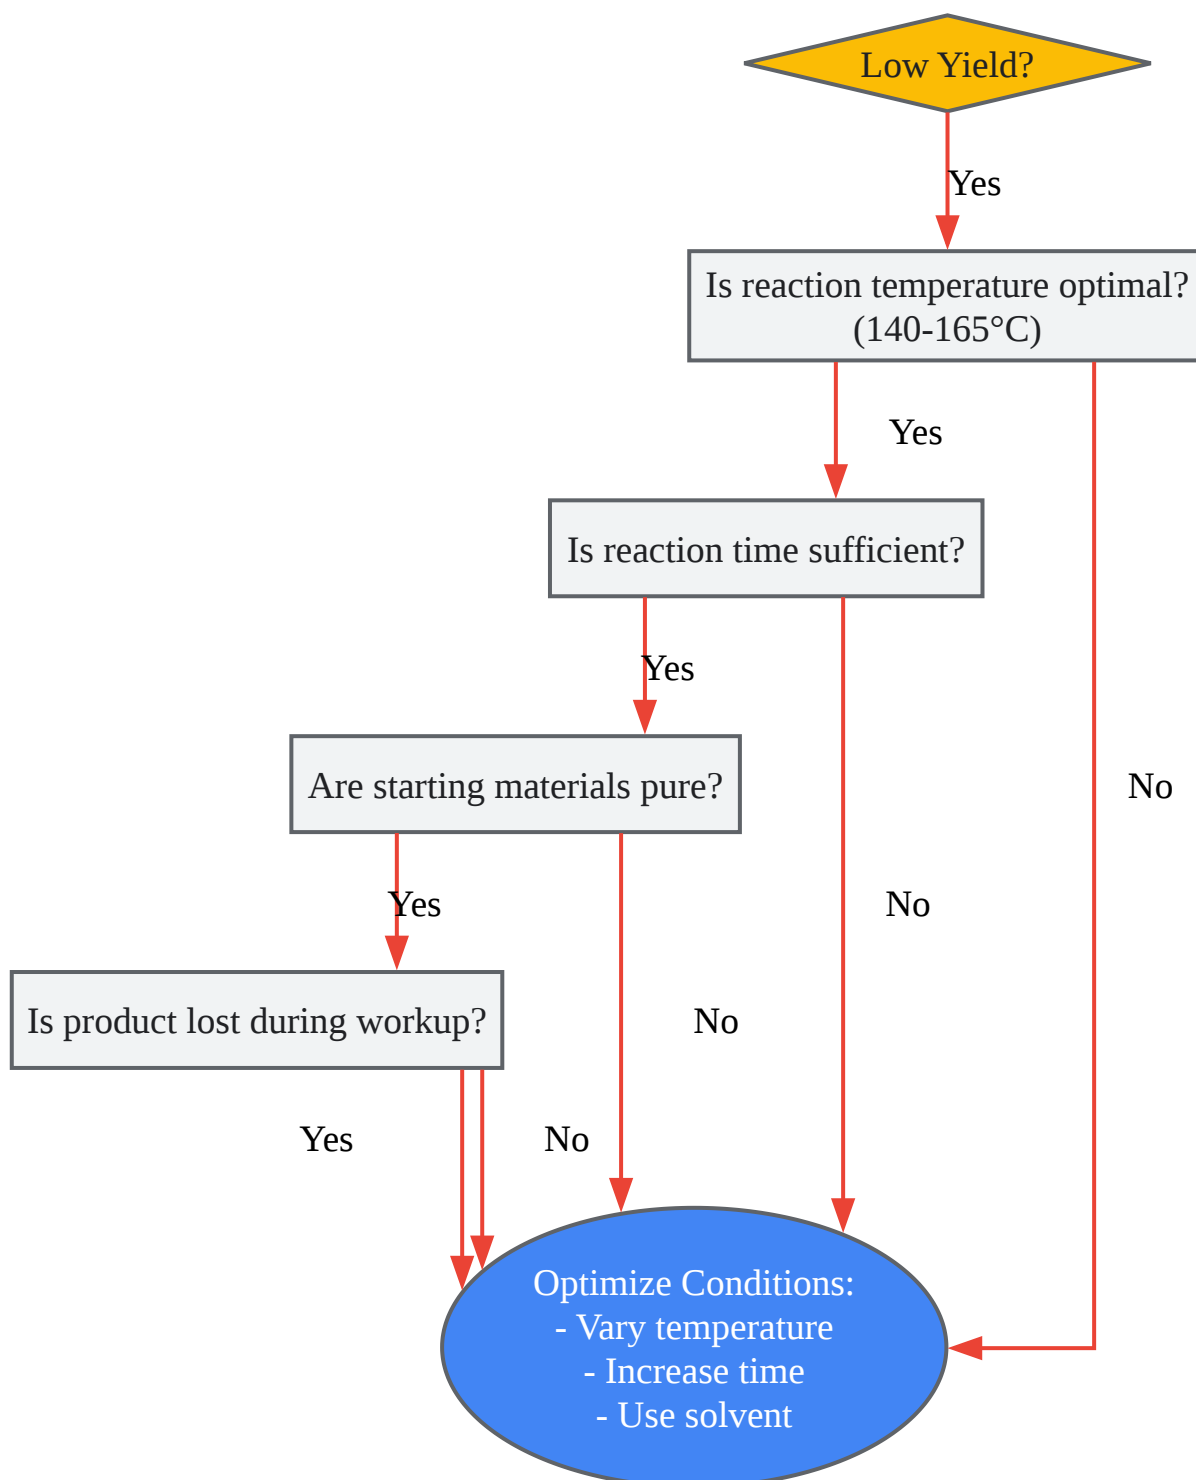 Low Yield?
Yes
Is reaction temperature optimal?
(140-165°C)
Yes
Is reaction time sufficient?
Yes
Are starting materials pure?
No
Yes
No
Is product lost during workup?
No
Yes
No
Optimize Conditions:
- Vary temperature
- Increase time
- Use solvent